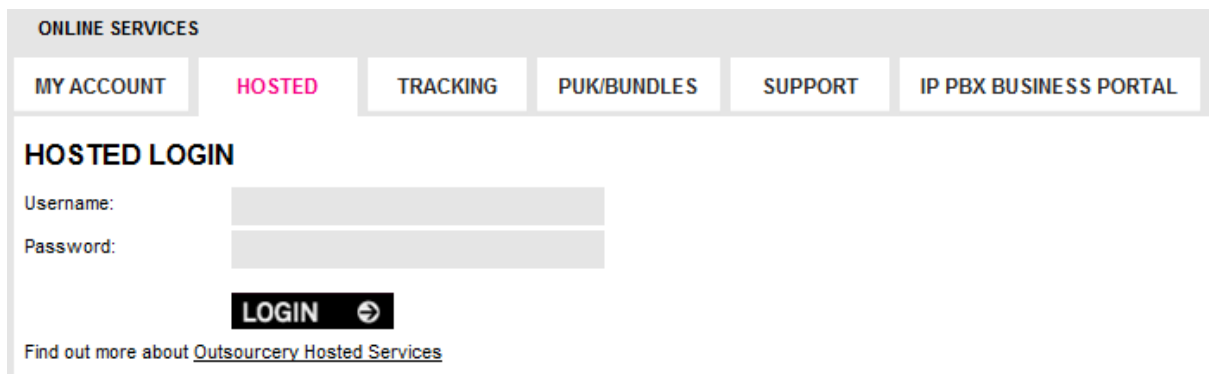 ONLINE SERVICES
MY ACCOUNT HOSTED TRACKING PUK/BUNDLES SUPPORT IP PBX BUSINESS PORTAL
HOSTED LOGIN
Username:
Password:
LOGIN
Find out more about Outsourcery Hosted Services